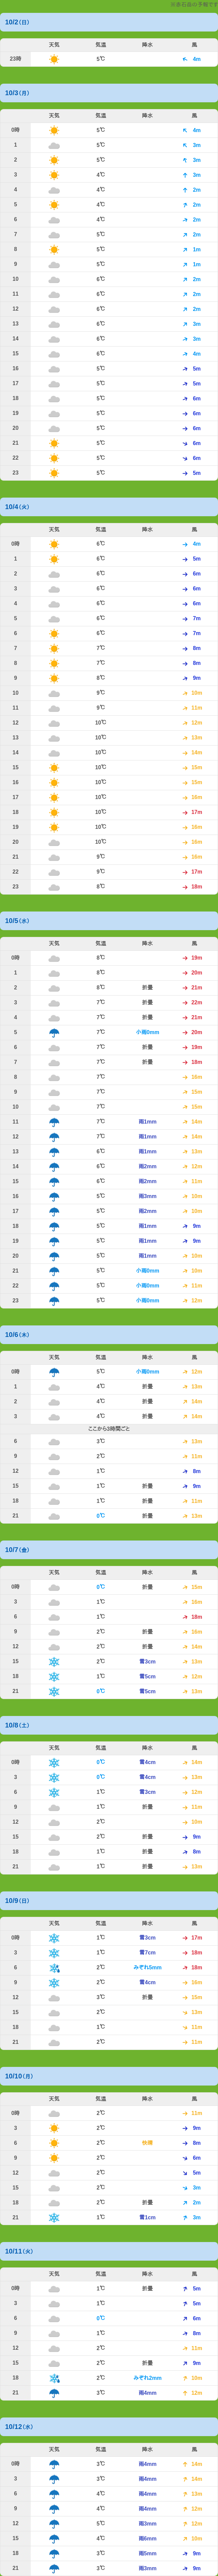 ※赤岳頂の予報です
10/2(日)
天気 気温 降水 風
23時 5℃ 4m
10/3(月)
天気 気温 降水 風
0時 5℃ 4m
1 5℃ 3m
2 5℃ 3m
3 4℃ 3m
4 4℃ 2m
5 4℃ 2m
6 4℃ 2m
7 5℃ 2m
8 5℃ 1m
9 5℃ 1m
10 6℃ 2m
11 6℃ 2m
12 6℃ 2m
13 6℃ 3m
14 6℃ 3m
15 6℃ 4m
16 5℃ 5m
17 5℃ 5m
18 5℃ 6m
19 5℃ 6m
20 5℃ 6m
21 5℃ 6m
22 5℃ 6m
23 5℃ 5m
10/4(火)
天気 気温 降水 風
0時 6℃ 4m
1 6℃ 5m
2 6℃ 6m
3 6℃ 6m
4 6℃ 6m
5 6℃ 7m
6 6℃ 7m
7 7℃ 8m
8 7℃ 8m
9 8℃ 9m
10 9℃ 10m
11 9℃ 11m
12 10℃ 12m
13 10℃ 13m
14 10℃ 14m
15 10℃ 15m
16 10℃ 15m
17 10℃ 16m
18 10℃ 17m
19 10℃ 16m
20 10℃ 16m
21 9℃ 16m
22 9℃ 17m
23 8℃ 18m
10/5(水)
天気 気温 降水 風
0時 8℃ 19m
1 8℃ 20m
2 8℃ 折曇 21m
3 7℃ 折曇 22m
4 7℃ 折曇 21m
5 7℃ 小雨0mm 20m
6 7℃ 折曇 19m
7 7℃ 折曇 18m
8 7℃ 16m
9 7℃ 15m
10 7℃ 15m
11 7℃ 雨1mm 14m
12 7℃ 雨1mm 14m
13 6℃ 雨1mm 13m
14 6℃ 雨2mm 12m
15 6℃ 雨2mm 11m
16 5℃ 雨3mm 10m
17 5℃ 雨2mm 10m
18 5℃ 雨1mm 9m
19 5℃ 雨1mm 9m
20 5℃ 雨1mm 10m
21 5℃ 小雨0mm 10m
22 5℃ 小雨0mm 11m
23 5℃ 小雨0mm 12m
10/6(木)
天気 気温 降水 風
0時 5℃ 小雨0mm 12m
1 4℃ 折曇 13m
2 4℃ 折曇 14m
3 4℃ 折曇 14m
ここから3時間ごと
6 3℃ 13m
9 2℃ 11m
12 1℃ 8m
15 1℃ 折曇 9m
18 1℃ 折曇 11m
21 0℃ 折曇 13m
10/7(金)
天気 気温 降水 風
0時 0℃ 折曇 15m
3 1℃ 16m
6 1℃ 18m
9 2℃ 折曇 16m
12 2℃ 折曇 14m
15 2℃ 雪3cm 13m
18 1℃ 雪5cm 12m
21 0℃ 雪5cm 13m
10/8(土)
天気 気温 降水 風
0時 0℃ 雪4cm 14m
3 0℃ 雪4cm 13m
6 1℃ 雪3cm 12m
9 1℃ 折曇 11m
12 2℃ 10m
15 2℃ 折曇 9m
18 1℃ 折曇 8m
21 1℃ 折曇 13m
10/9(日)
天気 気温 降水 風
0時 1℃ 雪3cm 17m
3 1℃ 雪7cm 18m
6 2℃ みぞれ5mm 18m
9 2℃ 雪4cm 16m
12 3℃ 折曇 15m
15 2℃ 13m
18 1℃ 11m
21 2℃ 11m
10/10(月)
天気 気温 降水 風
0時 2℃ 11m
3 2℃ 9m
6 2℃ 快晴 8m
9 2℃ 6m
12 2℃ 5m
15 2℃ 3m
18 2℃ 折曇 2m
21 1℃ 雪1cm 3m
10/11(火)
天気 気温 降水 風
0時 1℃ 折曇 5m
3 1℃ 5m
6 0℃ 6m
9 1℃ 8m
12 2℃ 11m
15 2℃ 折曇 9m
18 2℃ みぞれ2mm 10m
21 3℃ 雨4mm 12m
10/12(水)
天気 気温 降水 風
0時 3℃ 雨4mm 14m
3 3℃ 雨4mm 14m
6 4℃ 雨4mm 13m
9 4℃ 雨4mm 12m
12 5℃ 雨3mm 12m
15 4℃ 雨6mm 10m
18 3℃ 雨5mm 9m
21 3℃ 雨3mm 9m